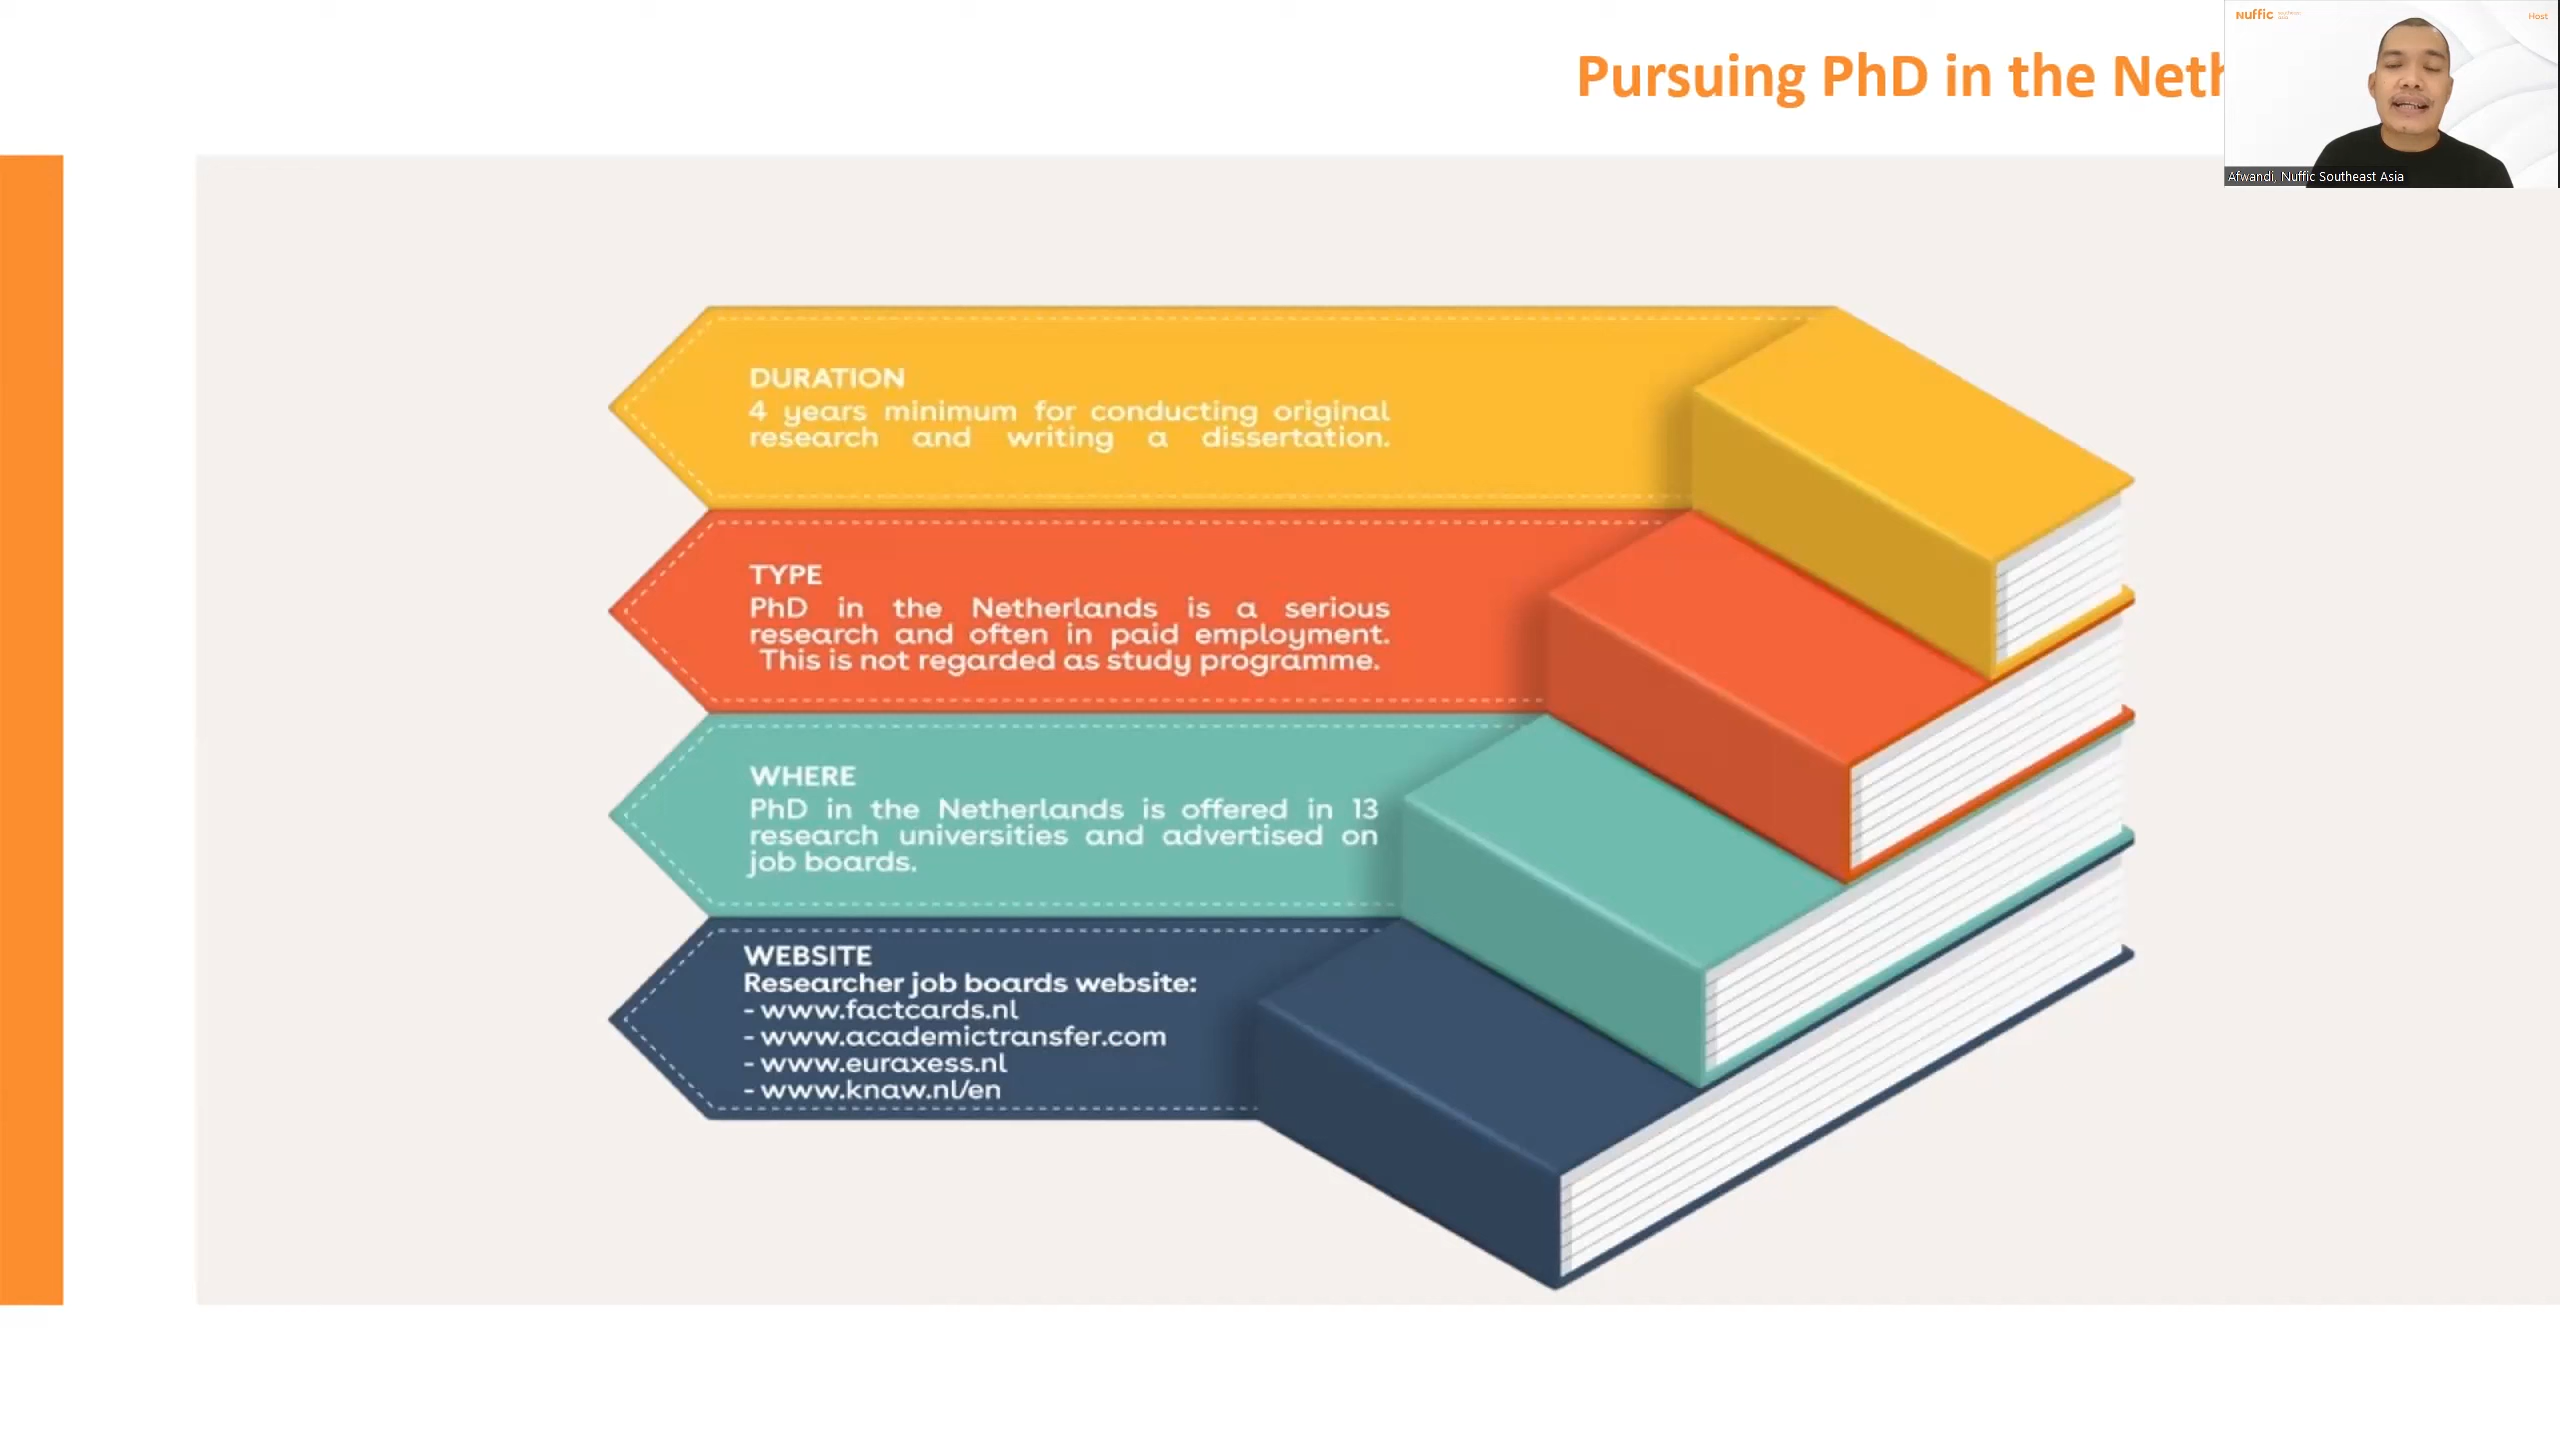 Pursuing PhD in the Neth
Nuffic
Host
Afwandi, Nuffic Southeast Asia
DURATION
4 years minimum for conducting original
research and writing a dissertation.
TYPE
PhD in the Netherlands is a serious
research and often in paid employment.
This is not regarded as study programme.
WHERE
PhD in the Netherlands is offered in 13
research universities and advertised on
job boards.
WEBSITE
Researcher job boards website:
- www.factcards.nl
- www.academictransfer.com
- www.euraxess.nl
- www.knaw.nl/en